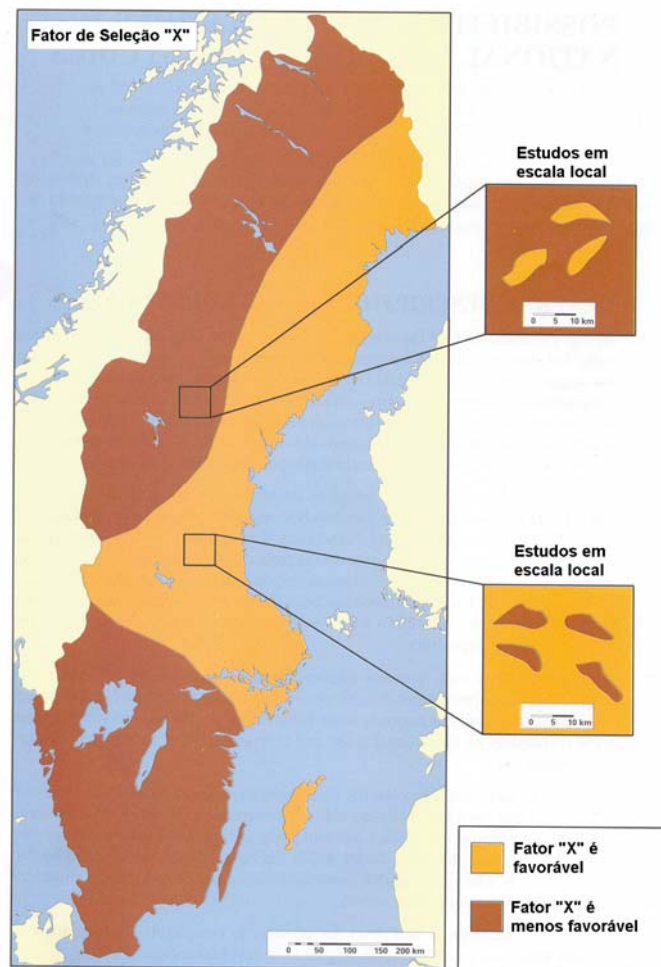 Fator de Seleção "X"
Estudos em
escala local
0 5 10 km
Estudos em
escala local
0 5 10 km
Fator "X" é
favorável
Fator "X" é
menos favorável
0 50 100 150 200 km